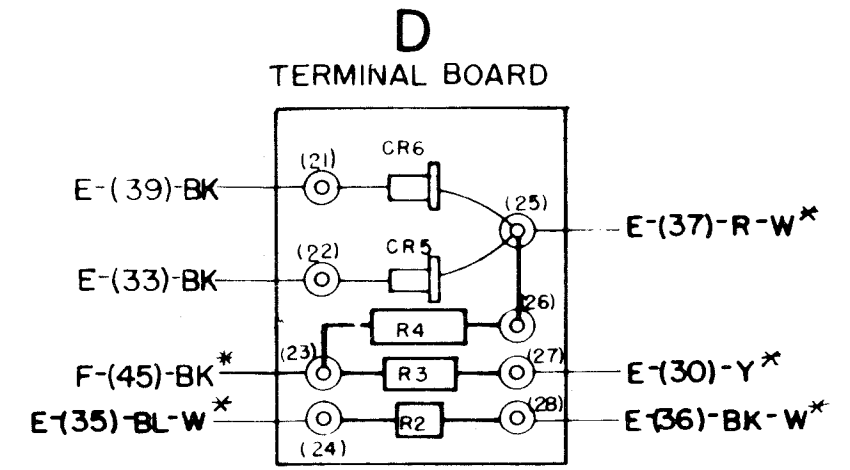 D
TERMINAL BOARD
CR6
(21)
E-(39)-BK
(25)
E-(37)-R-W*
CR5
(22)
E-(33)-BK
(26)
R4
(23)
(27)
F-(45)-BK*
R3
E-(30)-Y*
(28)
E-(35)-BL-W*
R2
E-(36)-BK-W*
(24)